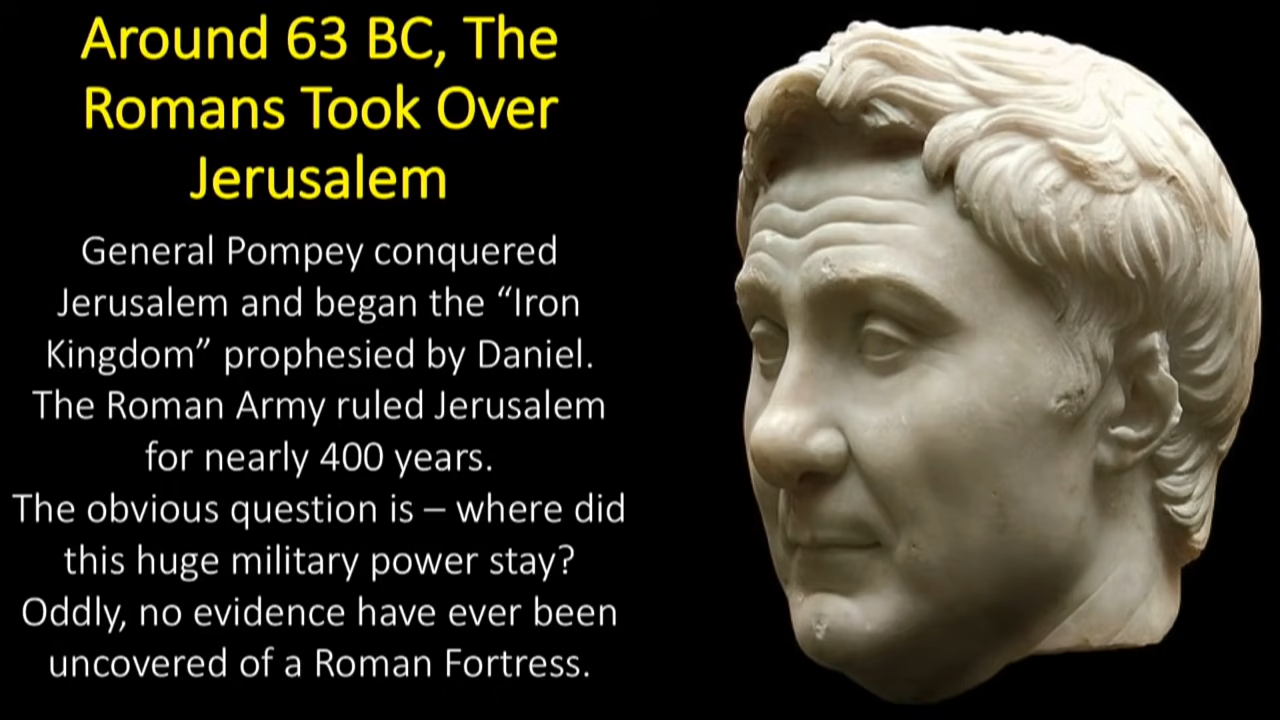 Around 63 BC, The
Romans Took Over
Jerusalem
General Pompey conquered
Jerusalem and began the “Iron
Kingdom” prophesied by Daniel.
The Roman Army ruled Jerusalem
for nearly 400 years.
The obvious question is – where did
this huge military power stay?
Oddly, no evidence have ever been
uncovered of a Roman Fortress.